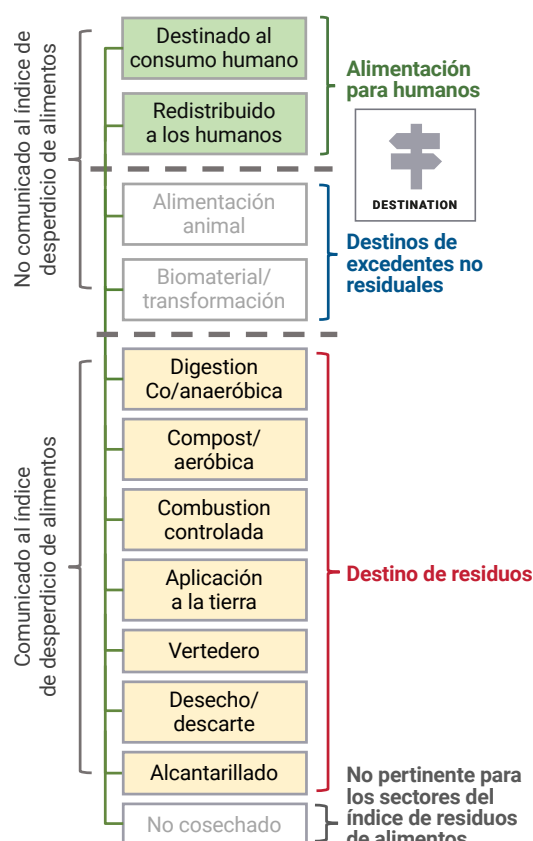 No comunicado al índice de
desperdicio de alimentos
Destinado al
consumo humano
Redistribuido
a los humanos
Alimentación
para humanos
DESTINATION
Alimentación
animal
Biomaterial/
transformación
Destinos de
excedentes no
residuales
Comunicado al índice
de desperdicio de alimentos
Digestion
Co/anaeróbica
Compost/
aeróbica
Combustion
controlada
Aplicación
a la tierra
Vertedero
Desecho/
descarte
Alcantarillado
Destino de residuos
No cosechado
No pertinente para
los sectores del
índice de residuos
de alimentos